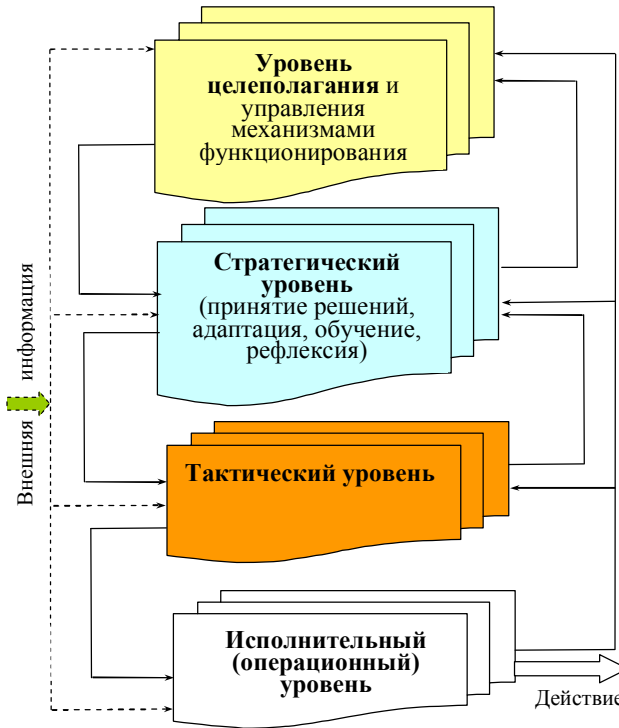 Уровень
целеполагания и
управления
механизмами
функционирования
Стратегический
уровень
(принятие решений,
адаптация, обучение,
рефлексия)
Внешняя информация
Тактический уровень
Исполнительный
(операционный)
уровень
Действие